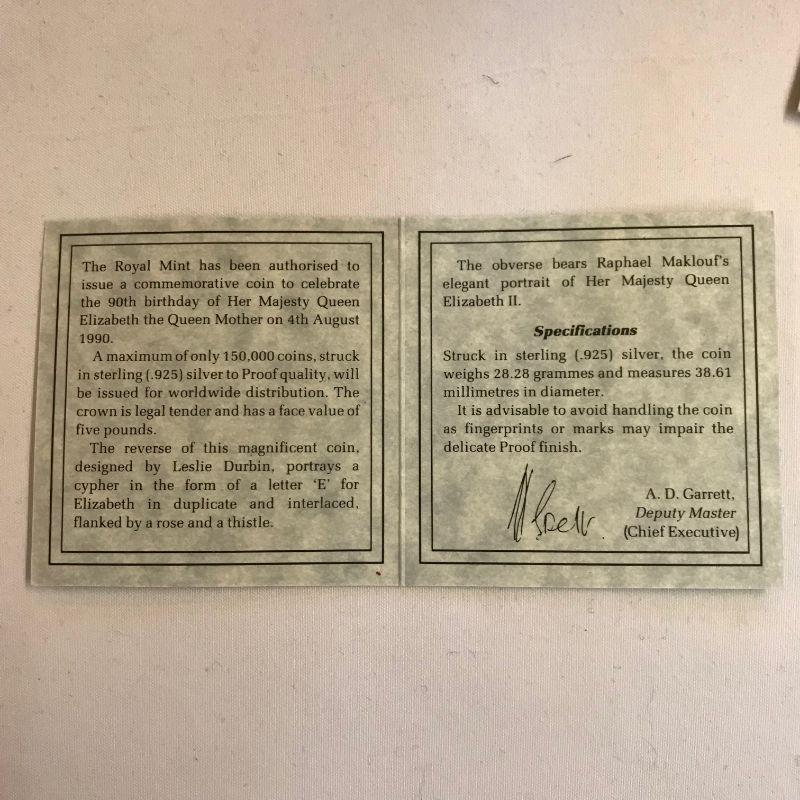 The Royal Mint has been authorised to
issue a commemorative coin to celebrate
the 90th birthday of Her Majesty Queen
Elizabeth the Queen Mother on 4th August
1990.
A maximum of only 150,000 coins, struck
in sterling (.925) silver to Proof quality, will
be issued for worldwide distribution. The
crown is legal tender and has a face value of
five pounds.
The reverse of this magnificent coin,
designed by Leslie Durbin, portrays a
cypher in the form of a letter ‘E’ for
Elizabeth in duplicate and interlaced,
flanked by a rose and a thistle.
The obverse bears Raphael Maklouf's
elegant portrait of Her Majesty Queen
Elizabeth II.
Specifications
Struck in sterling (.925) silver, the coin
weighs 28.28 grammes and measures 38.61
millimetres in diameter.
It is advisable to avoid handling the coin
as fingerprints or marks may impair the
delicate Proof finish.
A. D. Garrett,
Deputy Master
(Chief Executive)